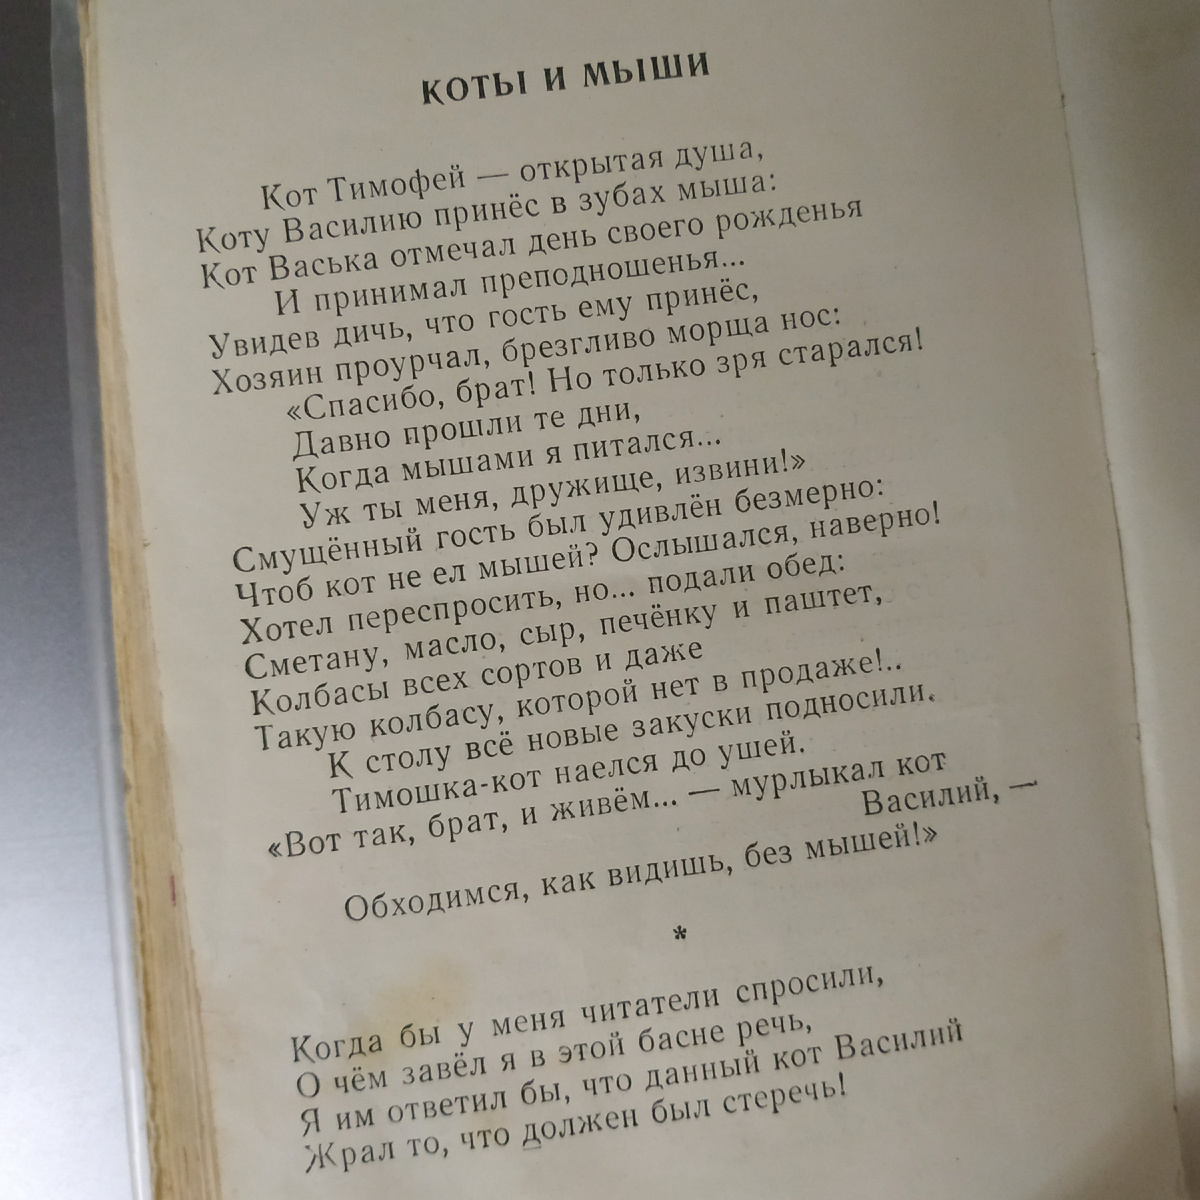 КОТЫ И МЫШИ
Кот Тимофей — открытая душа,
Коту Василию принёс в зубах мыша:
Кот Васька отмечал день своего рожденья
И принимал преподношенья...
Увидев дичь, что гость ему принёс,
Хозяин проурчал, брезгливо морща нос:
«Спасибо, брат! Но только зря старался!
Давно прошли те дни,
Когда мышами я питался...
Уж ты меня, дружище, извини!»
Смущённый гость был удивлён безмерно:
Чтоб кот не ел мышей? Ослышался, наверно!
Хотел переспросить, но... подали обед:
Сметану, масло, сыр, печёнку и паштет,
Колбасы всех сортов и даже
Такую колбасу, которой нет в продаже!..
К столу всё новые закуски подносили.
Тимошка-кот наелся до ушей.
«Вот так, брат, и живём... — мурлыкал кот
Василий, —
Обходимся, как видишь, без мышей!»
*
Когда бы у меня читатели спросили,
О чём завёл я в этой басне речь,
Я им ответил бы, что данный кот Василий
Жрал то, что должен был стеречь!